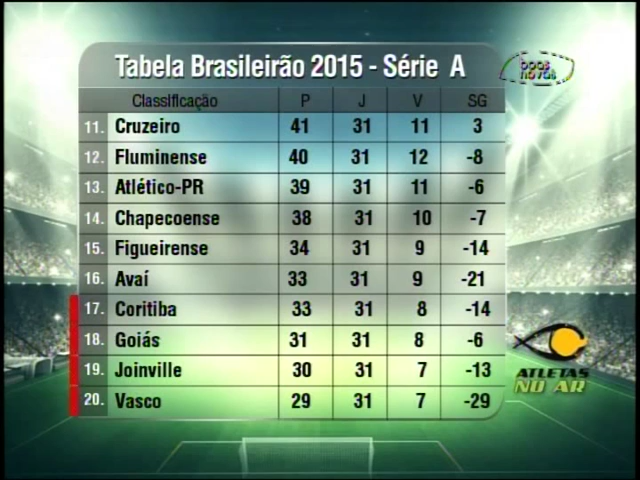 Tabela Brasileirão 2015 - Série A
boas novas
Classificação P J V SG
11. Cruzeiro 41 31 11 3
12. Fluminense 40 31 12 -8
13. Atlético-PR 39 31 11 -6
14. Chapecoense 38 31 10 -7
15. Figueirense 34 31 9 -14
16. Avaí 33 31 9 -21
17. Coritiba 33 31 8 -14
18. Goiás 31 31 8 -6
19. Joinville 30 31 7 -13
20. Vasco 29 31 7 -29
ATLETAS
NO AR